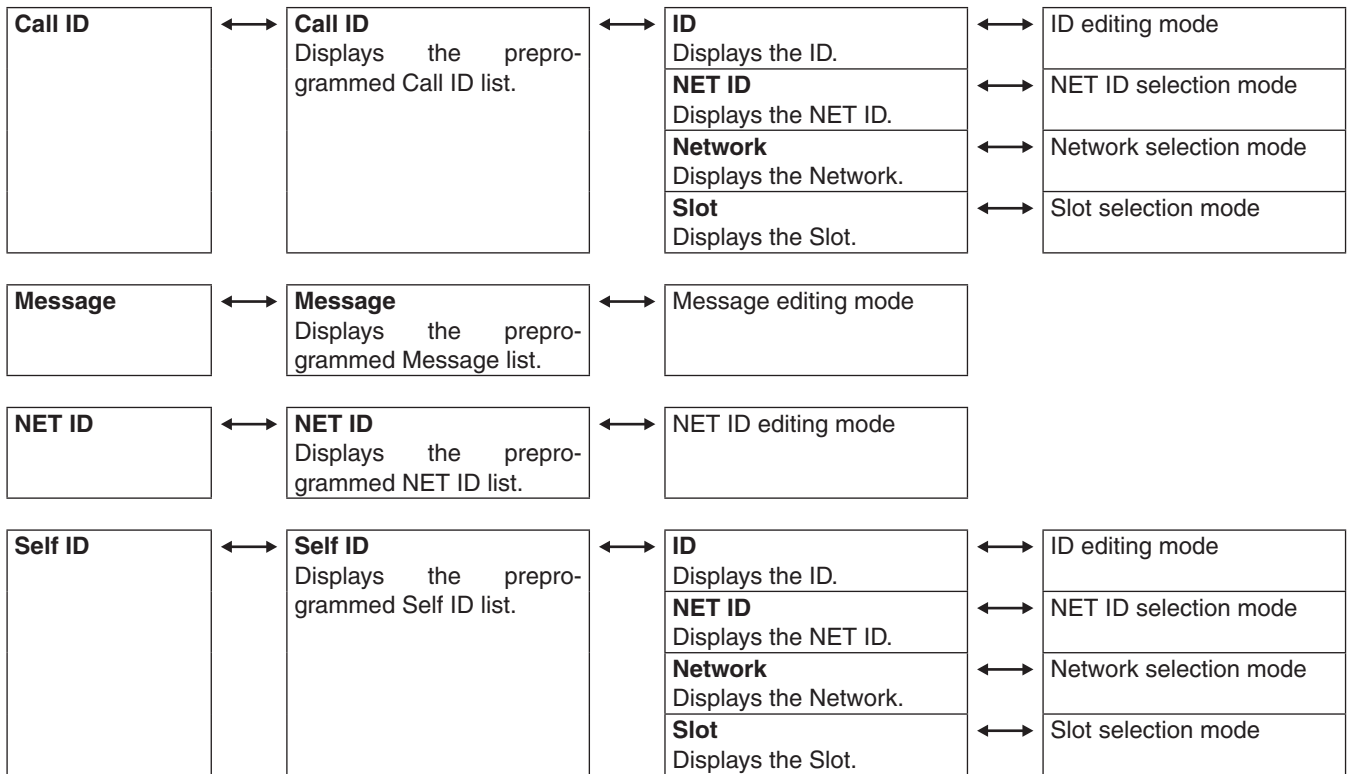 Call ID
Call ID
Displays the prepro-
grammed Call ID list.
ID
Displays the ID.
ID editing mode
NET ID
Displays the NET ID.
NET ID selection mode
Network
Displays the Network.
Network selection mode
Slot
Displays the Slot.
Slot selection mode
Message
Message
Displays the prepro-
grammed Message list.
Message editing mode
NET ID
NET ID
Displays the prepro-
grammed NET ID list.
NET ID editing mode
Self ID
Self ID
Displays the prepro-
grammed Self ID list.
ID
Displays the ID.
ID editing mode
NET ID
Displays the NET ID.
NET ID selection mode
Network
Displays the Network.
Network selection mode
Slot
Displays the Slot.
Slot selection mode